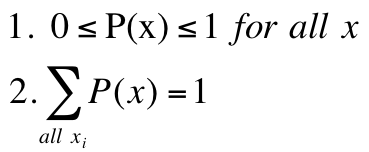 1. 0 ≤ P(x) ≤ 1 for all x
2. ∑ P(x) = 1
all xᵢ